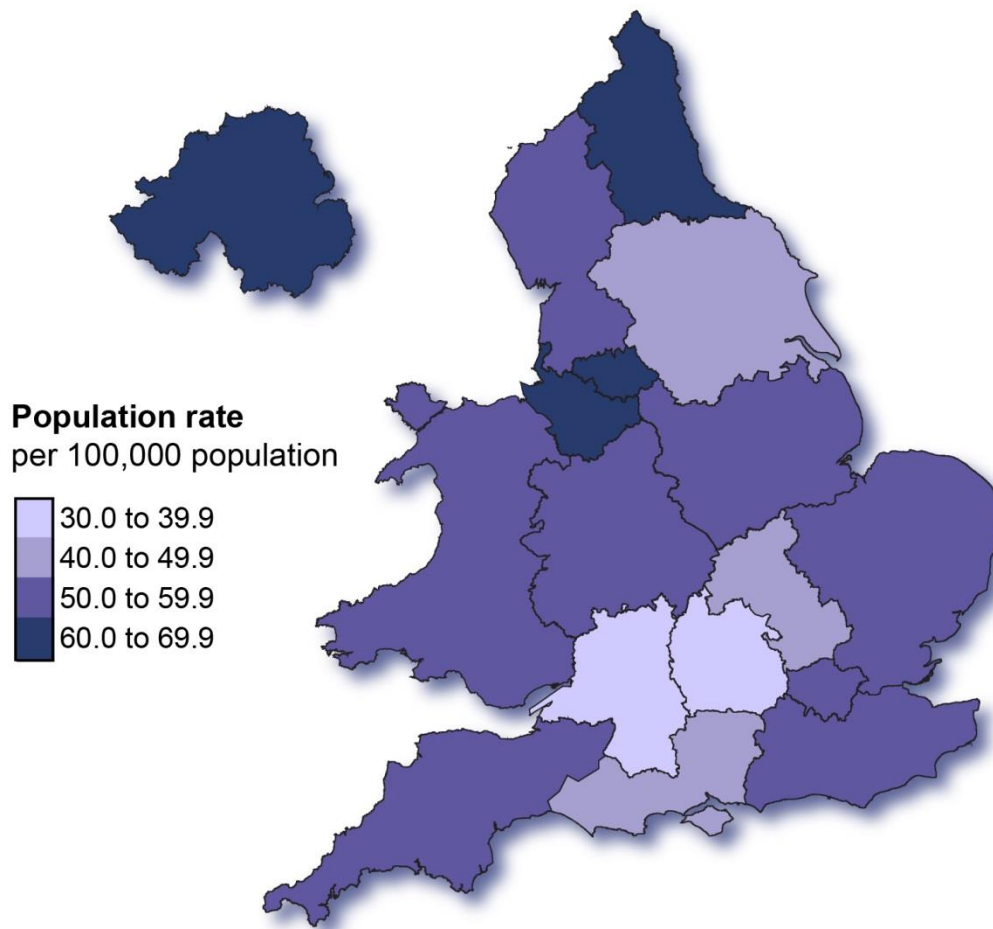 Population rate
per 100,000 population
30.0 to 39.9
40.0 to 49.9
50.0 to 59.9
60.0 to 69.9